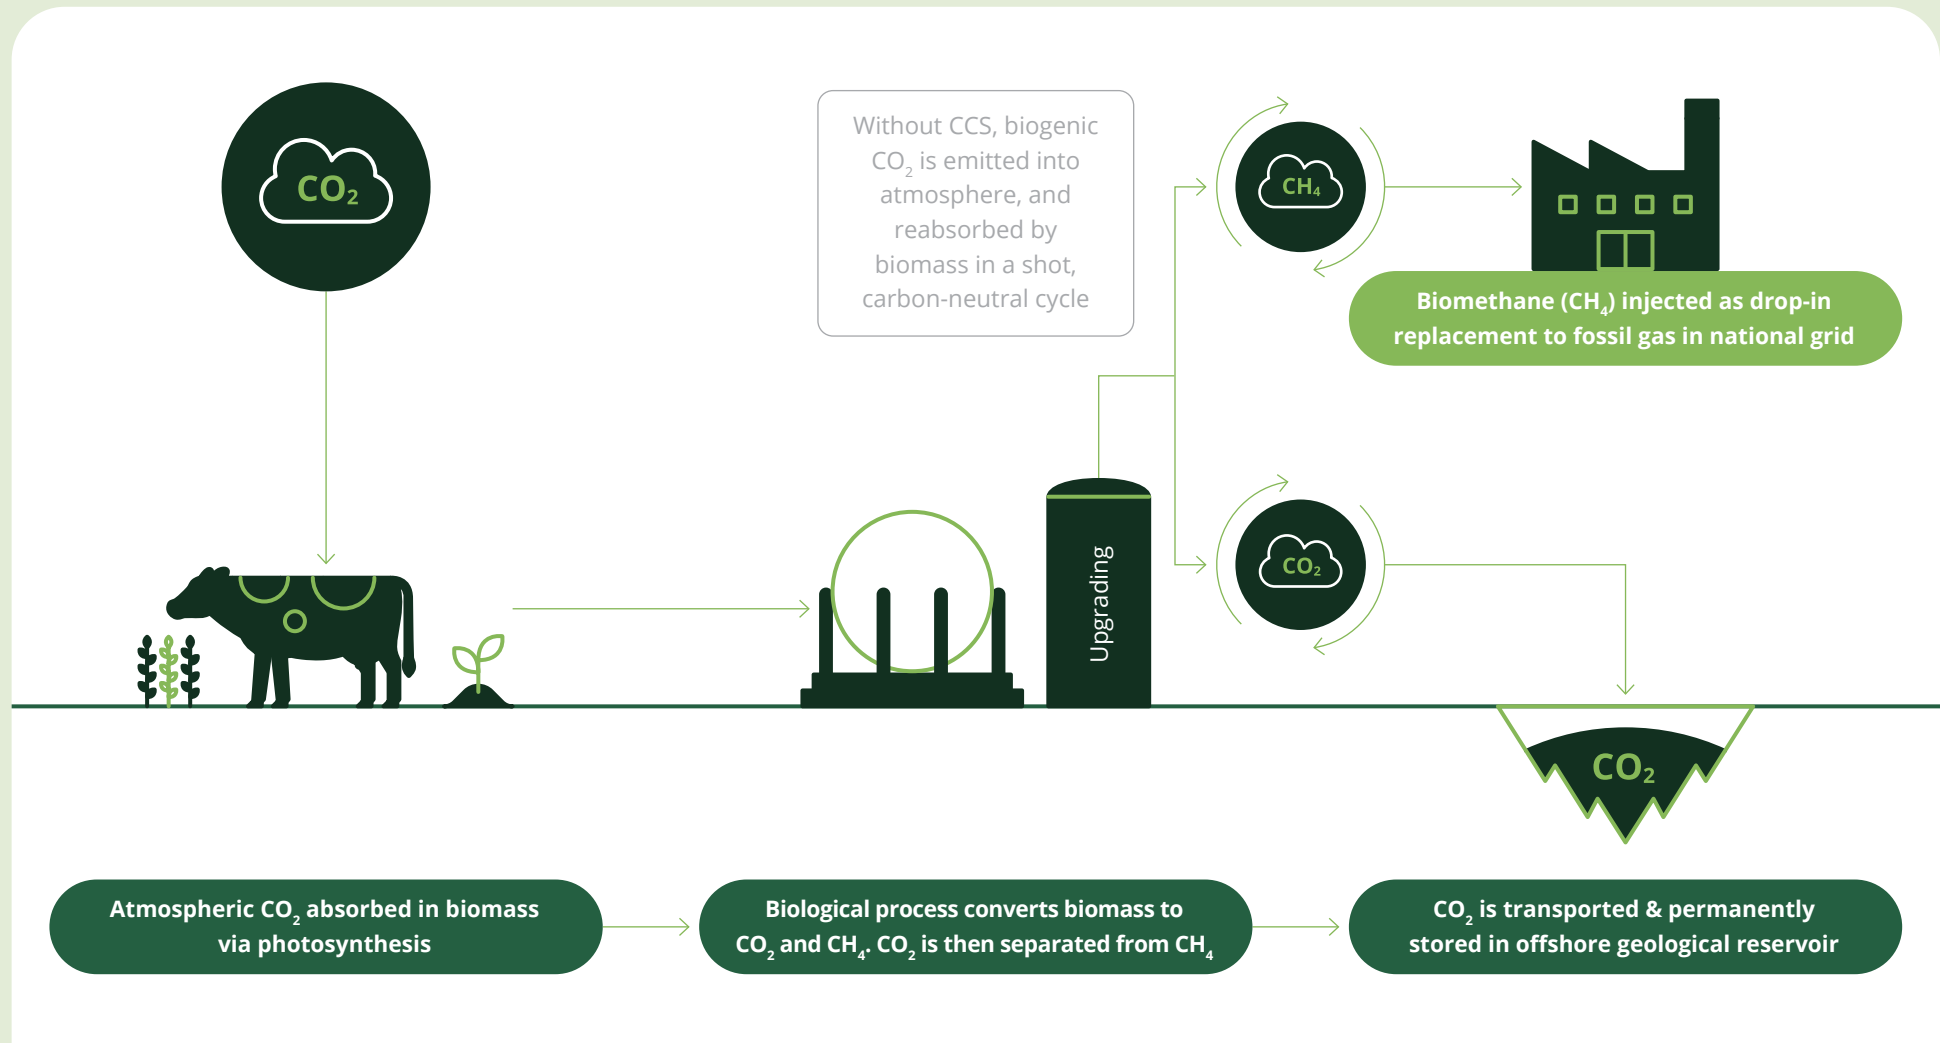 CO₂
Without CCS, biogenic
CO₂ is emitted into
atmosphere, and
reabsorbed by
biomass in a shot,
carbon-neutral cycle
CH₄
Biomethane (CH₄) injected as drop-in
replacement to fossil gas in national grid
Upgrading
CO₂
CO₂
Atmospheric CO₂ absorbed in biomass
via photosynthesis
Biological process converts biomass to
CO₂ and CH₄. CO₂ is then separated from CH₄
CO₂ is transported & permanently
stored in offshore geological reservoir